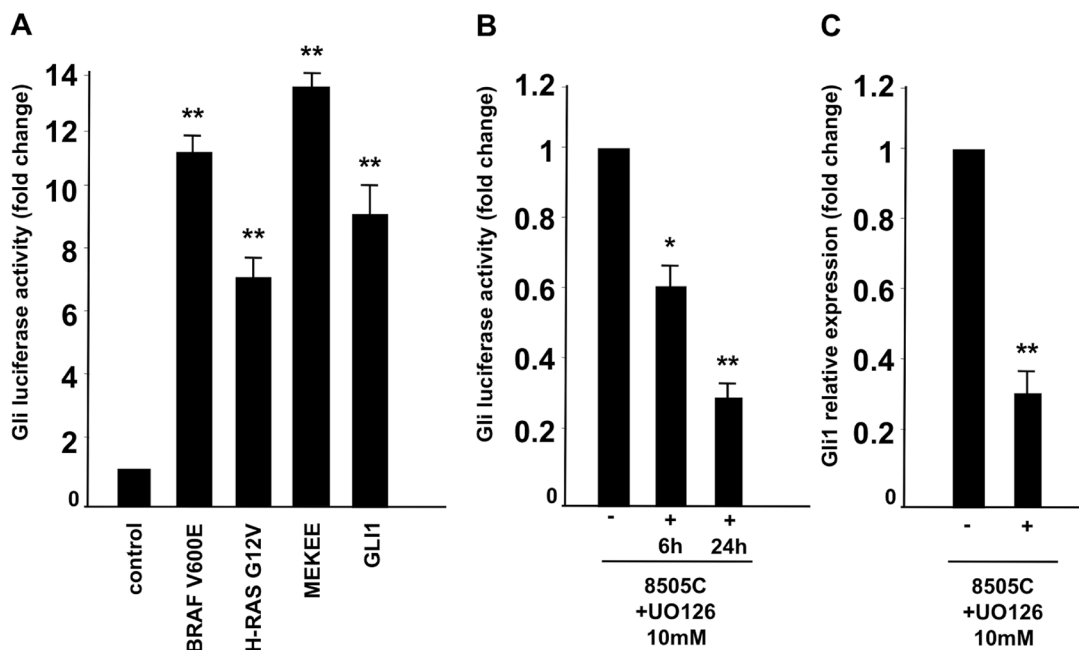 A
Gli luciferase activity (fold change)
14
12
10
8
6
4
2
0
**
**
**
**
control
BRAF V600E
H-RAS G12V
MEKEE
GLI1
B
Gli luciferase activity (fold change)
1.2
1
0.8
0.6
0.4
0.2
0
*
**
- + +
6h 24h
8505C
+UO126
10mM
C
Gli1 relative expression (fold change)
1.2
1
0.8
0.6
0.4
0.2
0
**
- +
8505C
+UO126
10mM